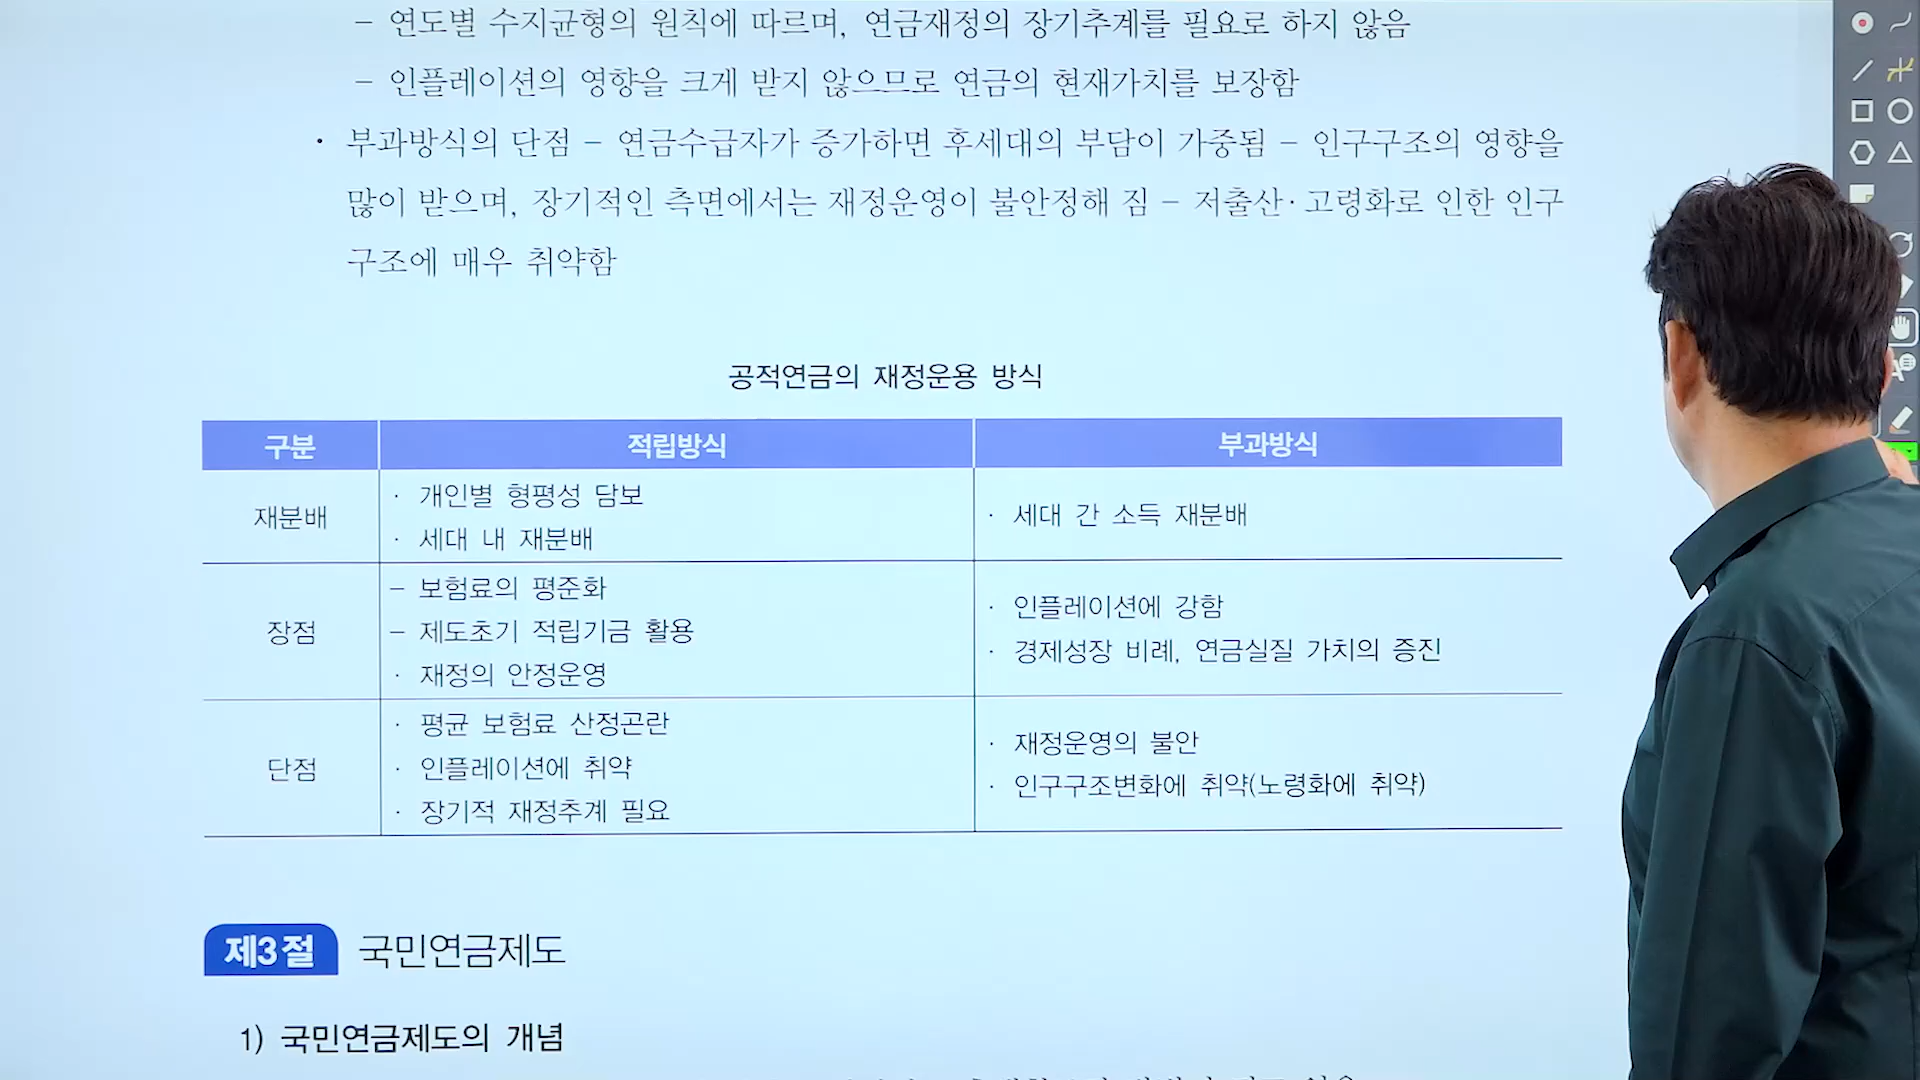 – 연도별 수지균형의 원칙에 따르며, 연금재정의 장기추계를 필요로 하지 않음
– 인플레이션의 영향을 크게 받지 않으므로 연금의 현재가치를 보장함
· 부과방식의 단점 – 연금수급자가 증가하면 후세대의 부담이 가중됨 – 인구구조의 영향을
많이 받으며, 장기적인 측면에서는 재정운영이 불안정해 짐 – 저출산·고령화로 인한 인구
구조에 매우 취약함
공적연금의 재정운용 방식
구분 적립방식 부과방식
재분배
· 개인별 형평성 담보
· 세대 내 재분배
· 세대 간 소득 재분배
장점
– 보험료의 평준화
– 제도초기 적립기금 활용
· 재정의 안정운영
· 인플레이션에 강함
· 경제성장 비례, 연금실질 가치의 증진
단점
· 평균 보험료 산정곤란
· 인플레이션에 취약
· 장기적 재정추계 필요
· 재정운영의 불안
· 인구구조변화에 취약(노령화에 취약)
제3절 국민연금제도
1) 국민연금제도의 개념